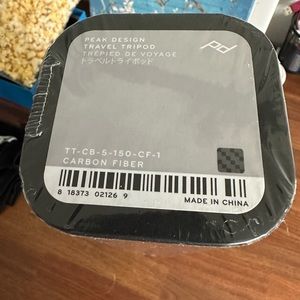 PEAK DESIGN
TRAVEL TRIPOD
TRÉPIED DE VOYAGE
トラベルトライポッド
pd
TT-CB-5-150-CF-1
CARBON FIBER
8 18373 02126 9
MADE IN CHINA